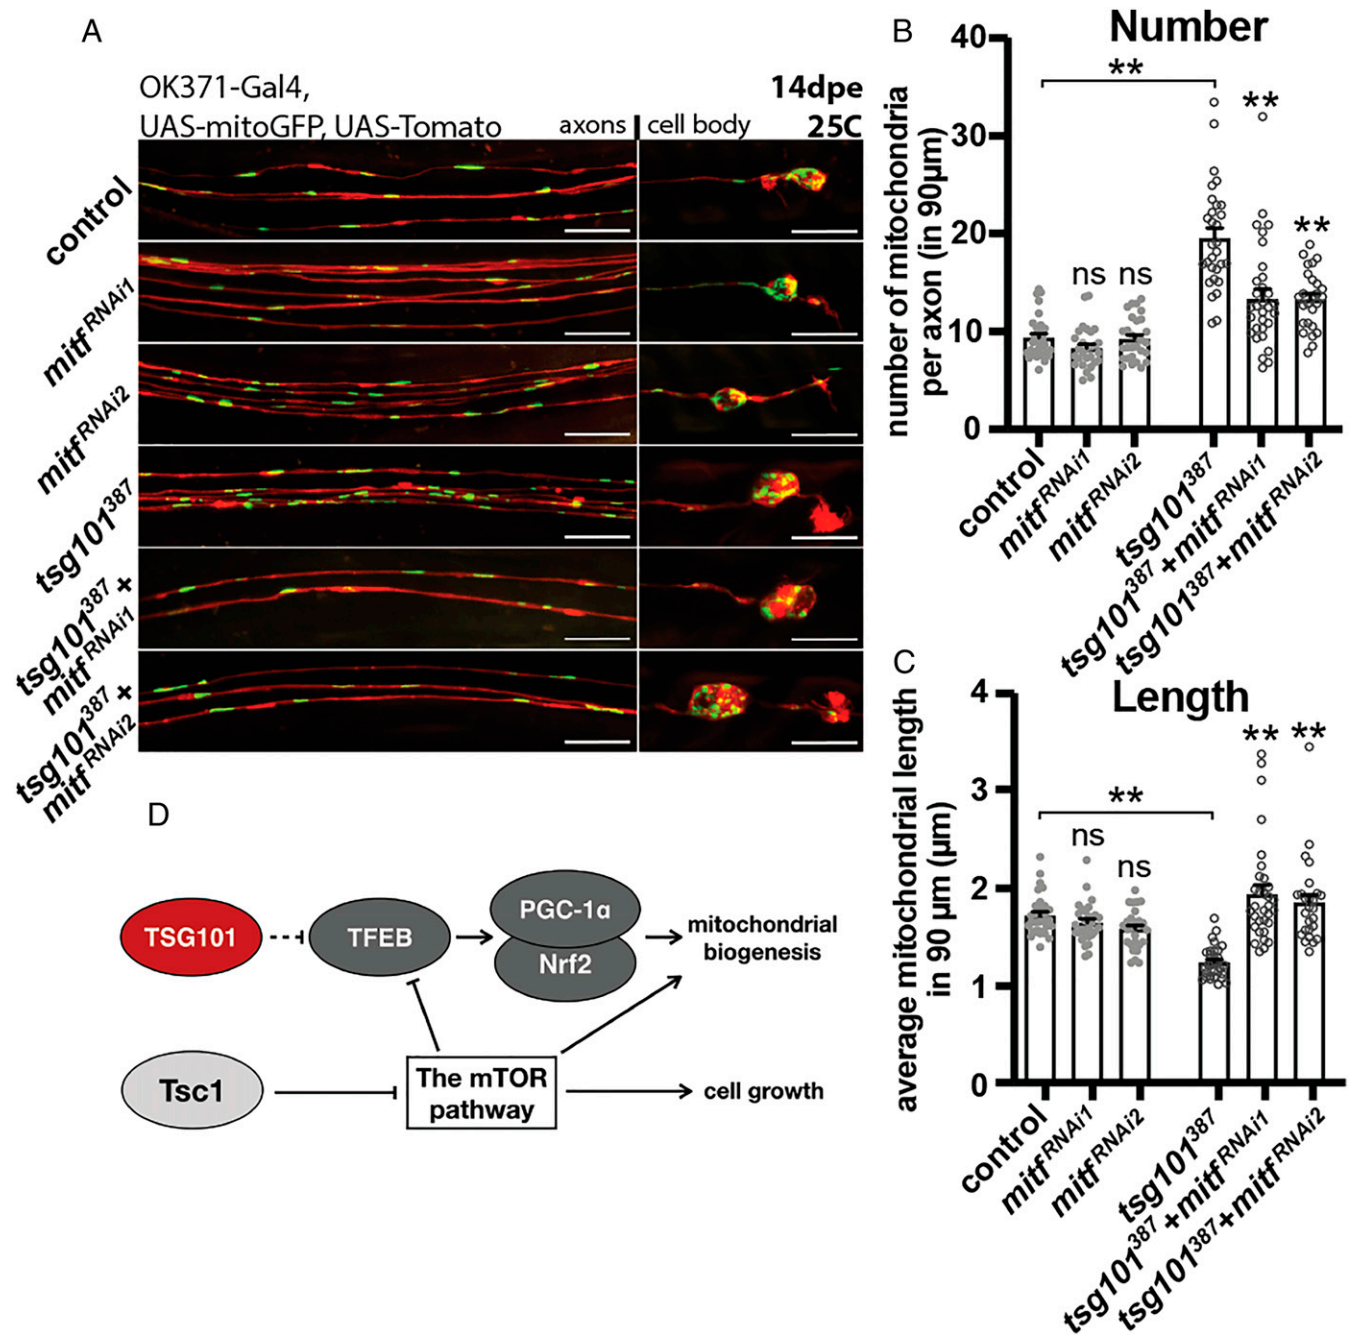 A
OK371-Gal4,
UAS-mitoGFP, UAS-Tomato
axons
cell body
14dpe
25C
control
mitf RNAi1
mitf RNAi2
tsg101 387
tsg101 387 +
mitf RNAi1
tsg101 387 +
mitf RNAi2
B
Number
number of mitochondria
per axon (in 90µm)
40
30
20
10
0
**
ns
ns
**
**
control
mitf RNAi1
mitf RNAi2
tsg101 387
tsg101 387 +mitf RNAi1
tsg101 387+mitf RNAi2
C
Length
average mitochondrial length
in 90 µm (µm)
4
3
2
1
0
**
ns
ns
**
**
control
mitf RNAi1
mitf RNAi2
tsg101 387
tsg101 387 +mitf RNAi1
tsg101 387+mitf RNAi2
D
TSG101
TFEB
PGC-1α
Nrf2
mitochondrial
biogenesis
Tsc1
The mTOR
pathway
cell growth